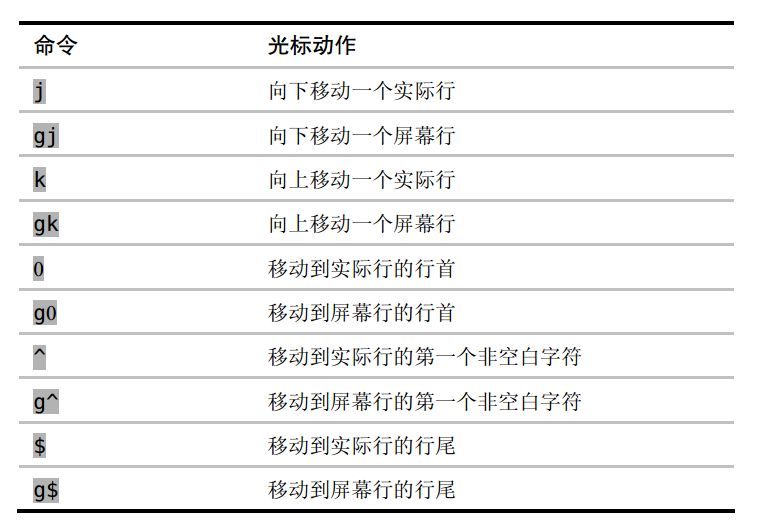 命令 光标动作
j 向下移动一个实际行
gj 向下移动一个屏幕行
k 向上移动一个实际行
gk 向上移动一个屏幕行
0 移动到实际行的行首
g0 移动到屏幕行的行首
^ 移动到实际行的第一个非空白字符
g^ 移动到屏幕行的第一个非空白字符
$ 移动到实际行的行尾
g$ 移动到屏幕行的行尾